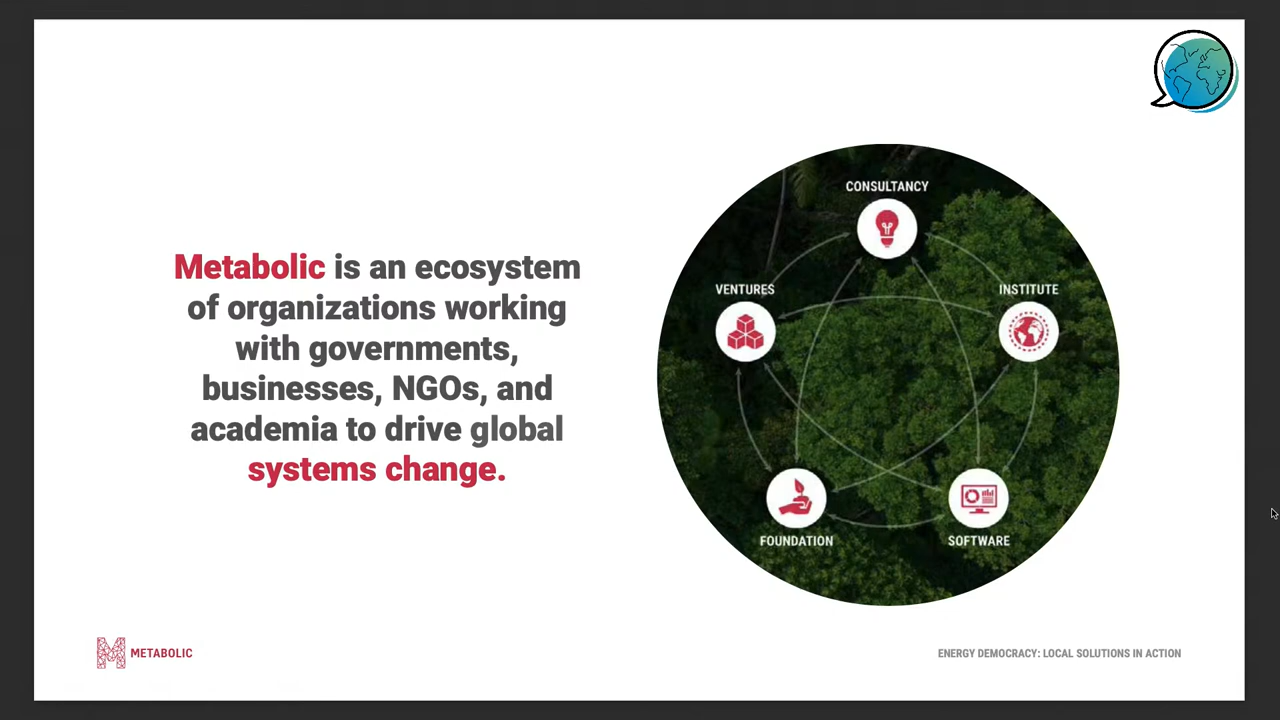 Metabolic is an ecosystem
of organizations working
with governments,
businesses, NGOs, and
academia to drive global
systems change.
CONSULTANCY
VENTURES
INSTITUTE
FOUNDATION
SOFTWARE
METABOLIC
ENERGY DEMOCRACY: LOCAL SOLUTIONS IN ACTION